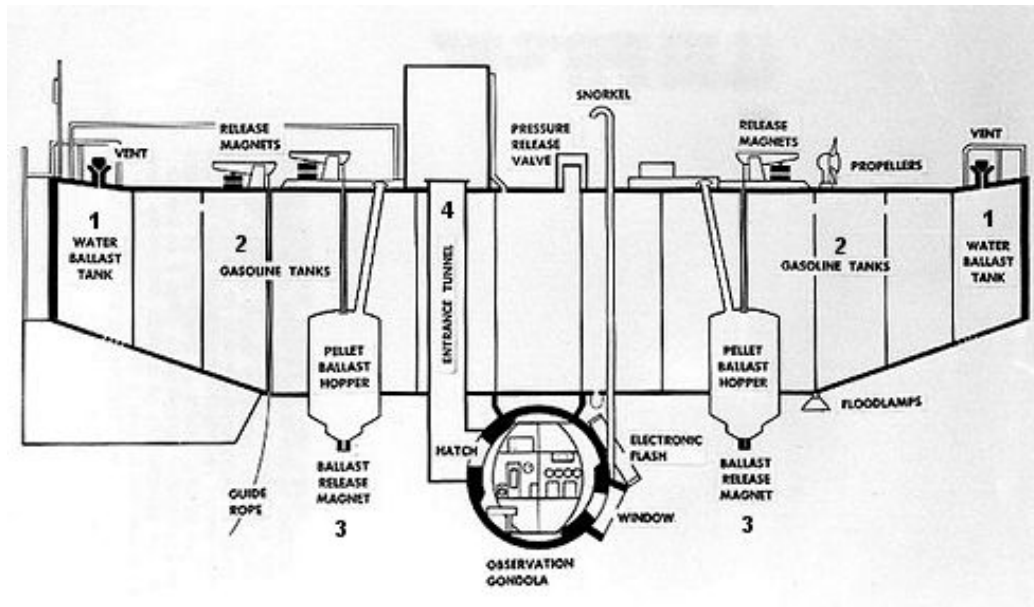 SNORKEL
RELEASE
MAGNETS
PRESSURE
RELEASE
VALVE
RELEASE
MAGNETS
VENT
VENT
PROPELLERS
1
WATER
BALLAST
TANK
2
GASOLINE TANKS
4
ENTRANCE TUNNEL
2
GASOLINE TANKS
1
WATER
BALLAST
TANK
PELLET
BALLAST
HOPPER
PELLET
BALLAST
HOPPER
FLOODLAMPS
HATCH
ELECTRONIC
FLASH
BALLAST
RELEASE
MAGNET
3
BALLAST
RELEASE
MAGNET
3
GUIDE
ROPE
WINDOW
OBSERVATION
GONDOLA